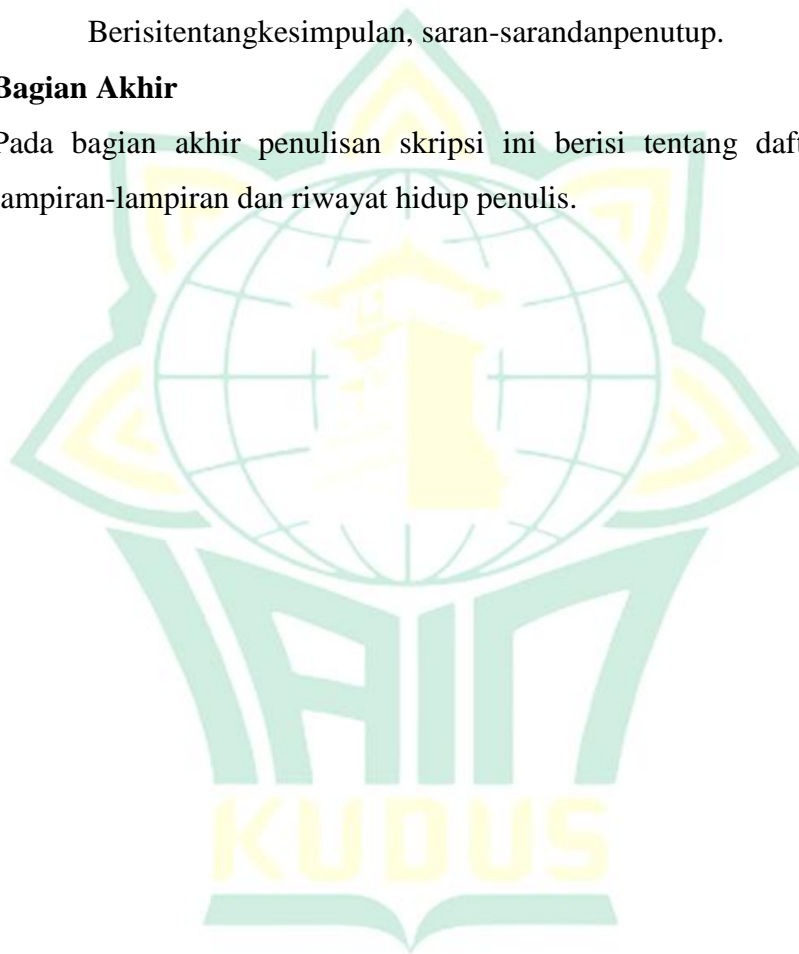 Berisitentangkesimpulan, saran-sarandanpenutup.
Bagian Akhir
Pada bagian akhir penulisan skripsi ini berisi tentang
ampiran-lampiran dan riwayat hidup penulis.
IAIN
KUDUS